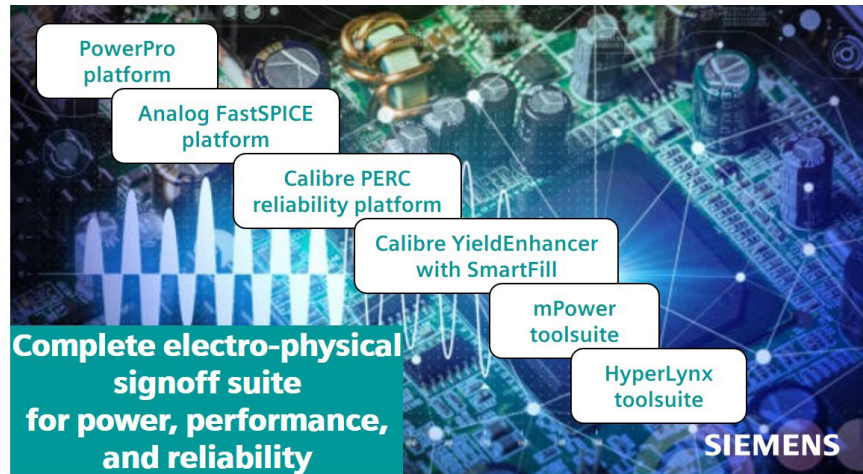 PowerPro
platform
Analog FastSPICE
platform
Calibre PERC
reliability platform
Calibre YieldEnhancer
with SmartFill
mPower
toolsuite
HyperLynx
toolsuite
Complete electro-physical
signoff suite
for power, performance,
and reliability
SIEMENS